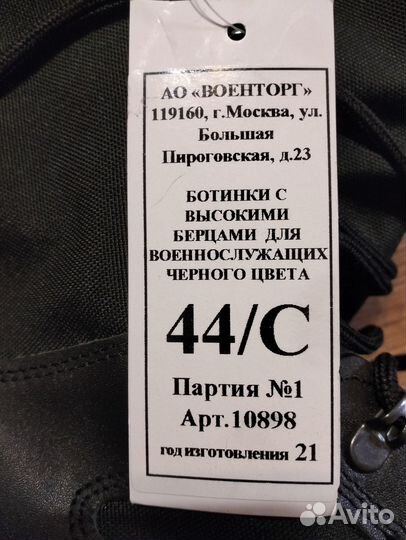 АО «ВОЕНТОРГ»
119160, г.Москва, ул.
Большая
Пироговская, д.23
БОТИНКИ С
ВЫСОКИМИ
БЕРЦАМИ ДЛЯ
ВОЕННОСЛУЖАЩИХ
ЧЕРНОГО ЦВЕТА
44/С
Партия №1
Арт.10898
год изготовления 21
Avito